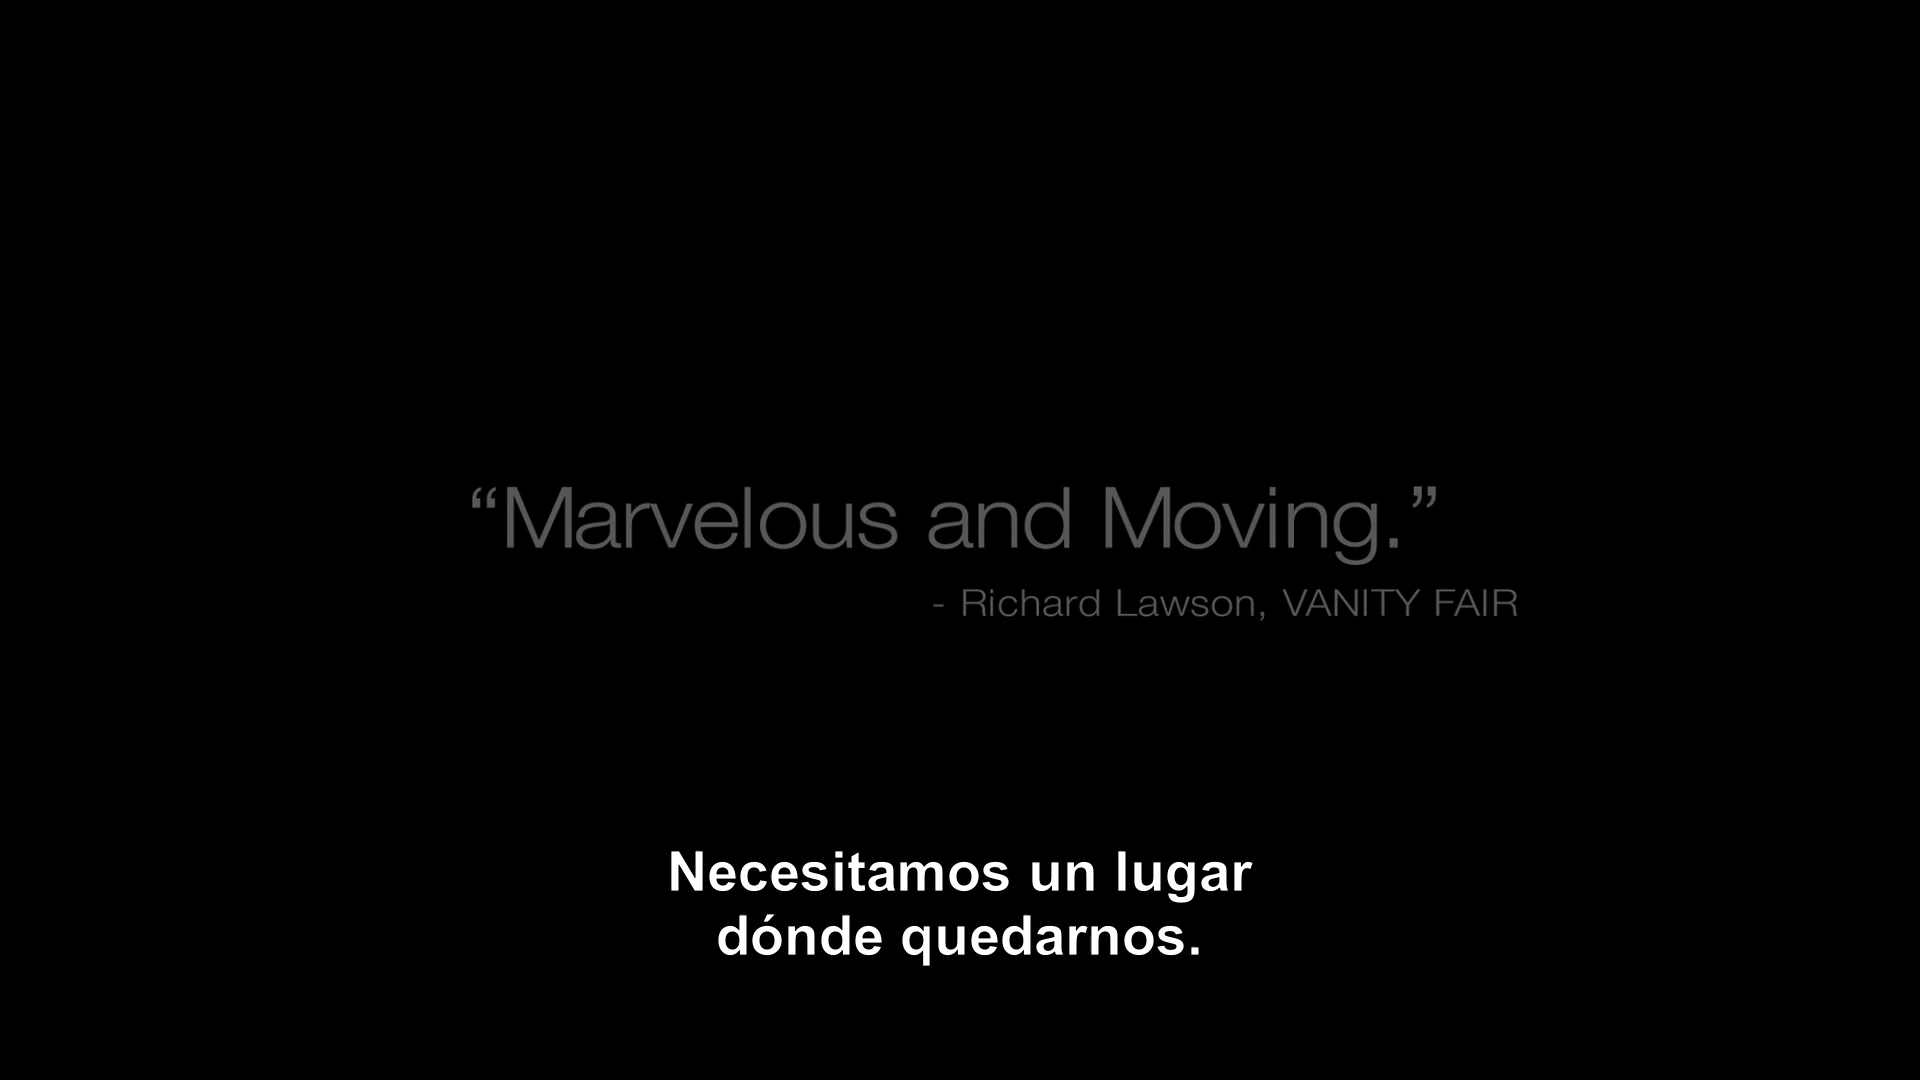 “Marvelous and Moving.”
- Richard Lawson, VANITY FAIR
Necesitamos un lugar
dónde quedarnos.